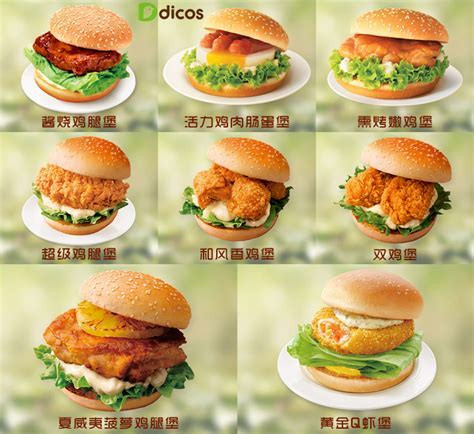 dicos
酱烧鸡腿堡
活力鸡肉肠蛋堡
熏烤嫩鸡堡
超级鸡腿堡
和风香鸡堡
双鸡堡
夏威夷菠萝鸡腿堡
黄金Q虾堡